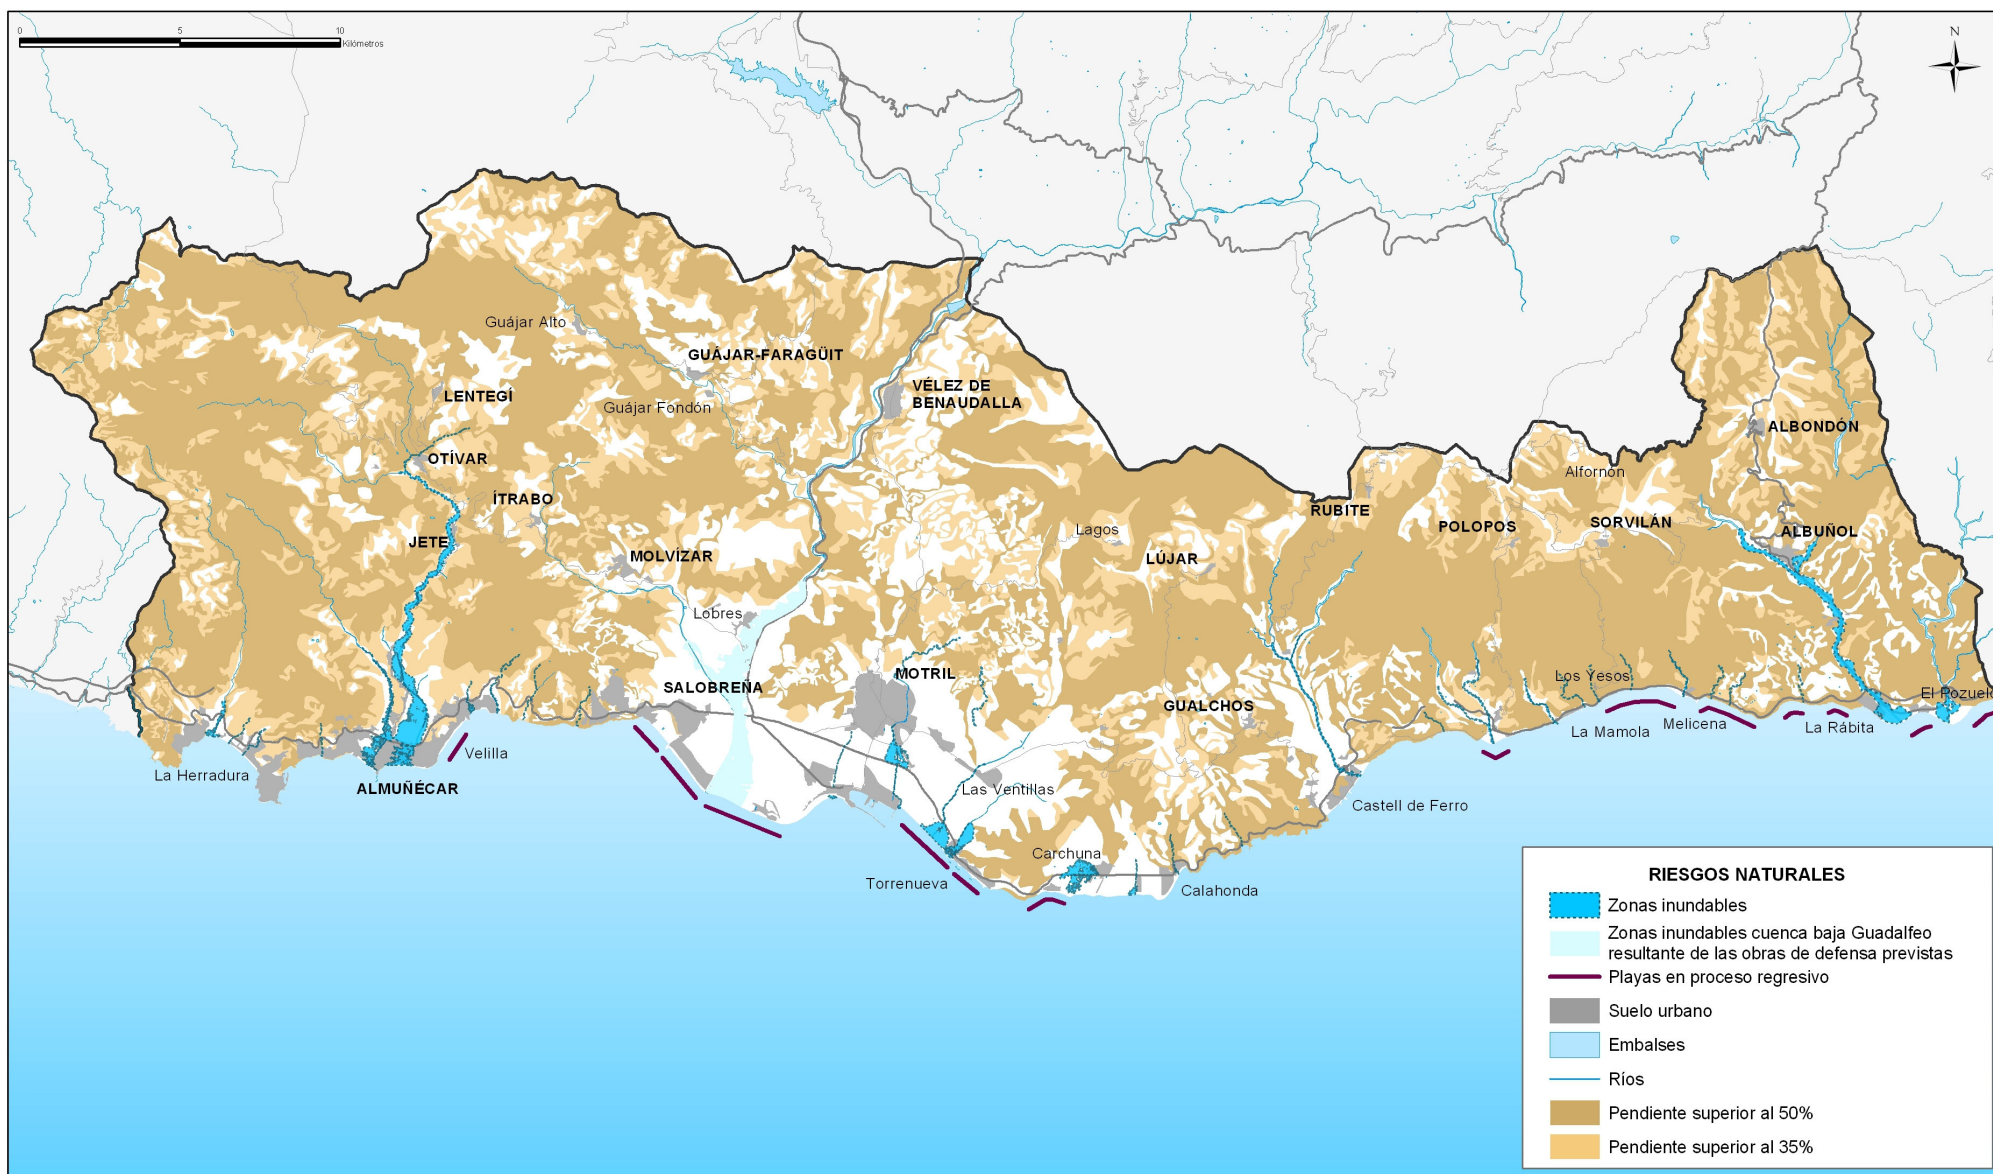 0 5 10
Kilómetros
N
Guájar Alto
GUÁJAR-FARAGÜIT
LENTEGÍ
Guájar Fondón
VÉLEZ DE
BENAUDALLA
ALBONDÓN
OTÍVAR
Alfornón
ÍTRABO
RUBITE
POLOPOS
SORVILÁN
Lagos
ALBUÑOL
JETE
MOLVÍZAR
LÚJAR
Lobres
SALOBREÑA
MOTRIL
Los Yesos
El Pozuelo
GUALCHOS
La Mamola
Melicena
La Rábita
Velilla
La Herradura
ALMUÑÉCAR
Las Ventillas
Castell de Ferro
Carchuna
Torrenueva
Calahonda
RIESGOS NATURALES
Zonas inundables
Zonas inundables cuenca baja Guadalfeo
resultante de las obras de defensa previstas
Playas en proceso regresivo
Suelo urbano
Embalses
Ríos
Pendiente superior al 50%
Pendiente superior al 35%